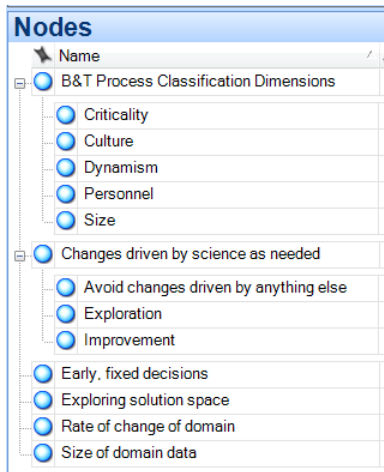 Nodes
Name
B&T Process Classification Dimensions
Criticality
Culture
Dynamism
Personnel
Size
Changes driven by science as needed
Avoid changes driven by anything else
Exploration
Improvement
Early, fixed decisions
Exploring solution space
Rate of change of domain
Size of domain data